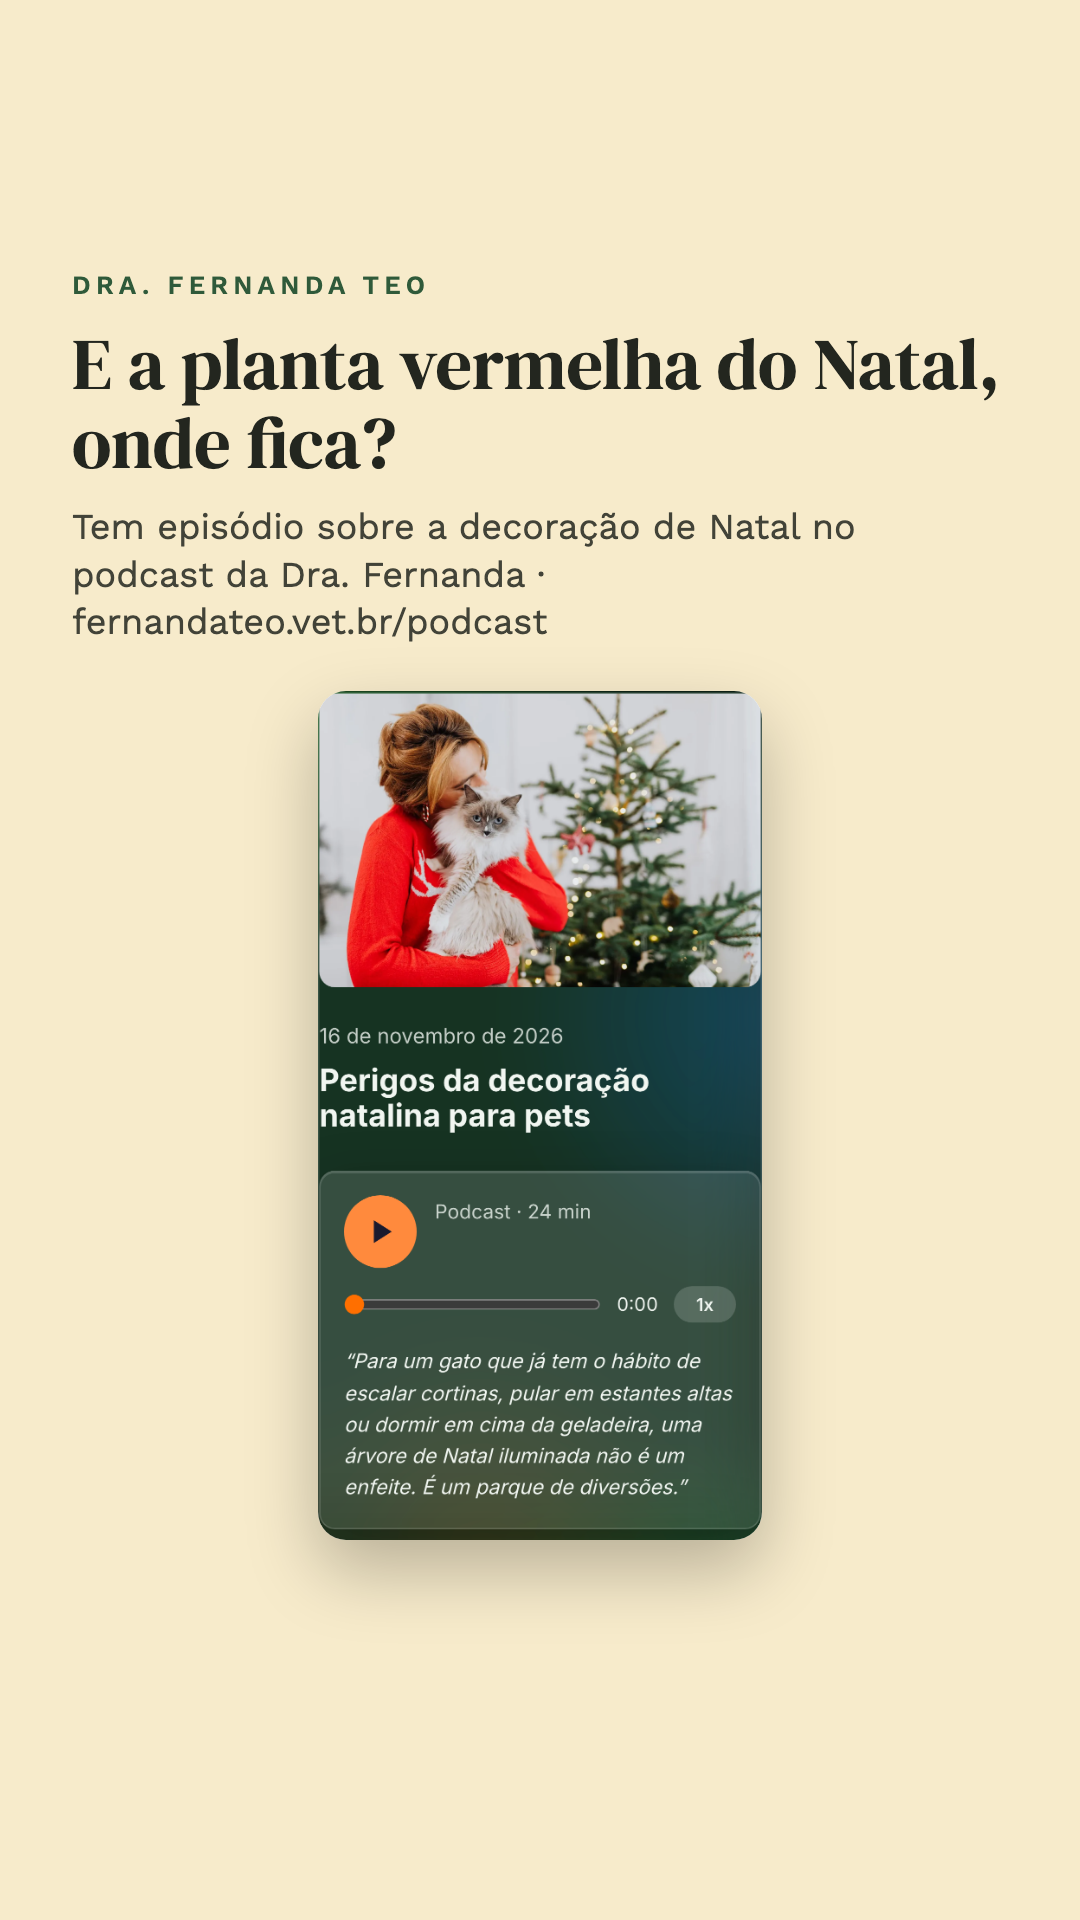 DRA. FERNANDA TEO
E a planta vermelha do Natal,
onde fica?
Tem episódio sobre a decoração de Natal no
podcast da Dra. Fernanda ·
fernandateo.vet.br/podcast
16 de novembro de 2026
Perigos da decoração
natalina para pets
Podcast · 24 min
0:00
1x
“Para um gato que já tem o hábito de
escalar cortinas, pular em estantes altas
ou dormir em cima da geladeira, uma
árvore de Natal iluminada não é um
enfeite. É um parque de diversões.”